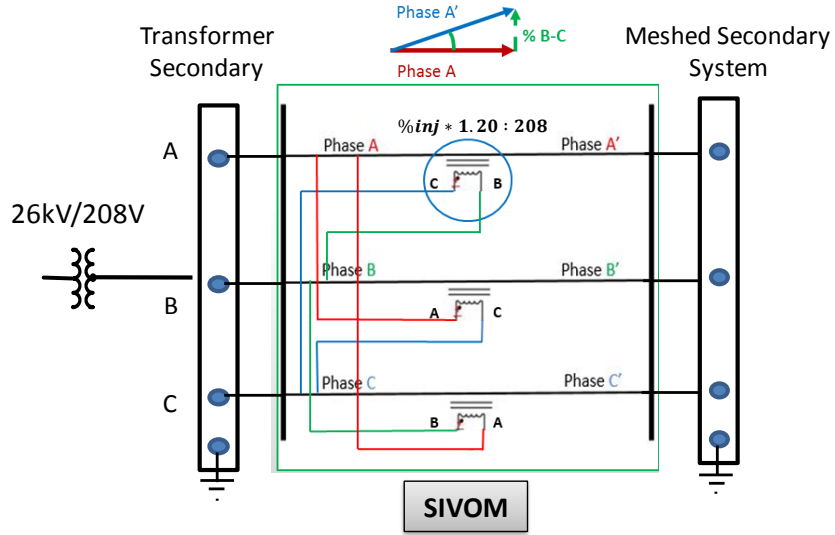 Phase A'
% B-C
Phase A
Transformer
Secondary
Meshed Secondary
System
%inj * 1.20 : 208
A
Phase A
Phase A'
C
B
26kV/208V
Phase B
Phase B'
B
A
C
Phase C
Phase C'
C
B
A
SIVOM